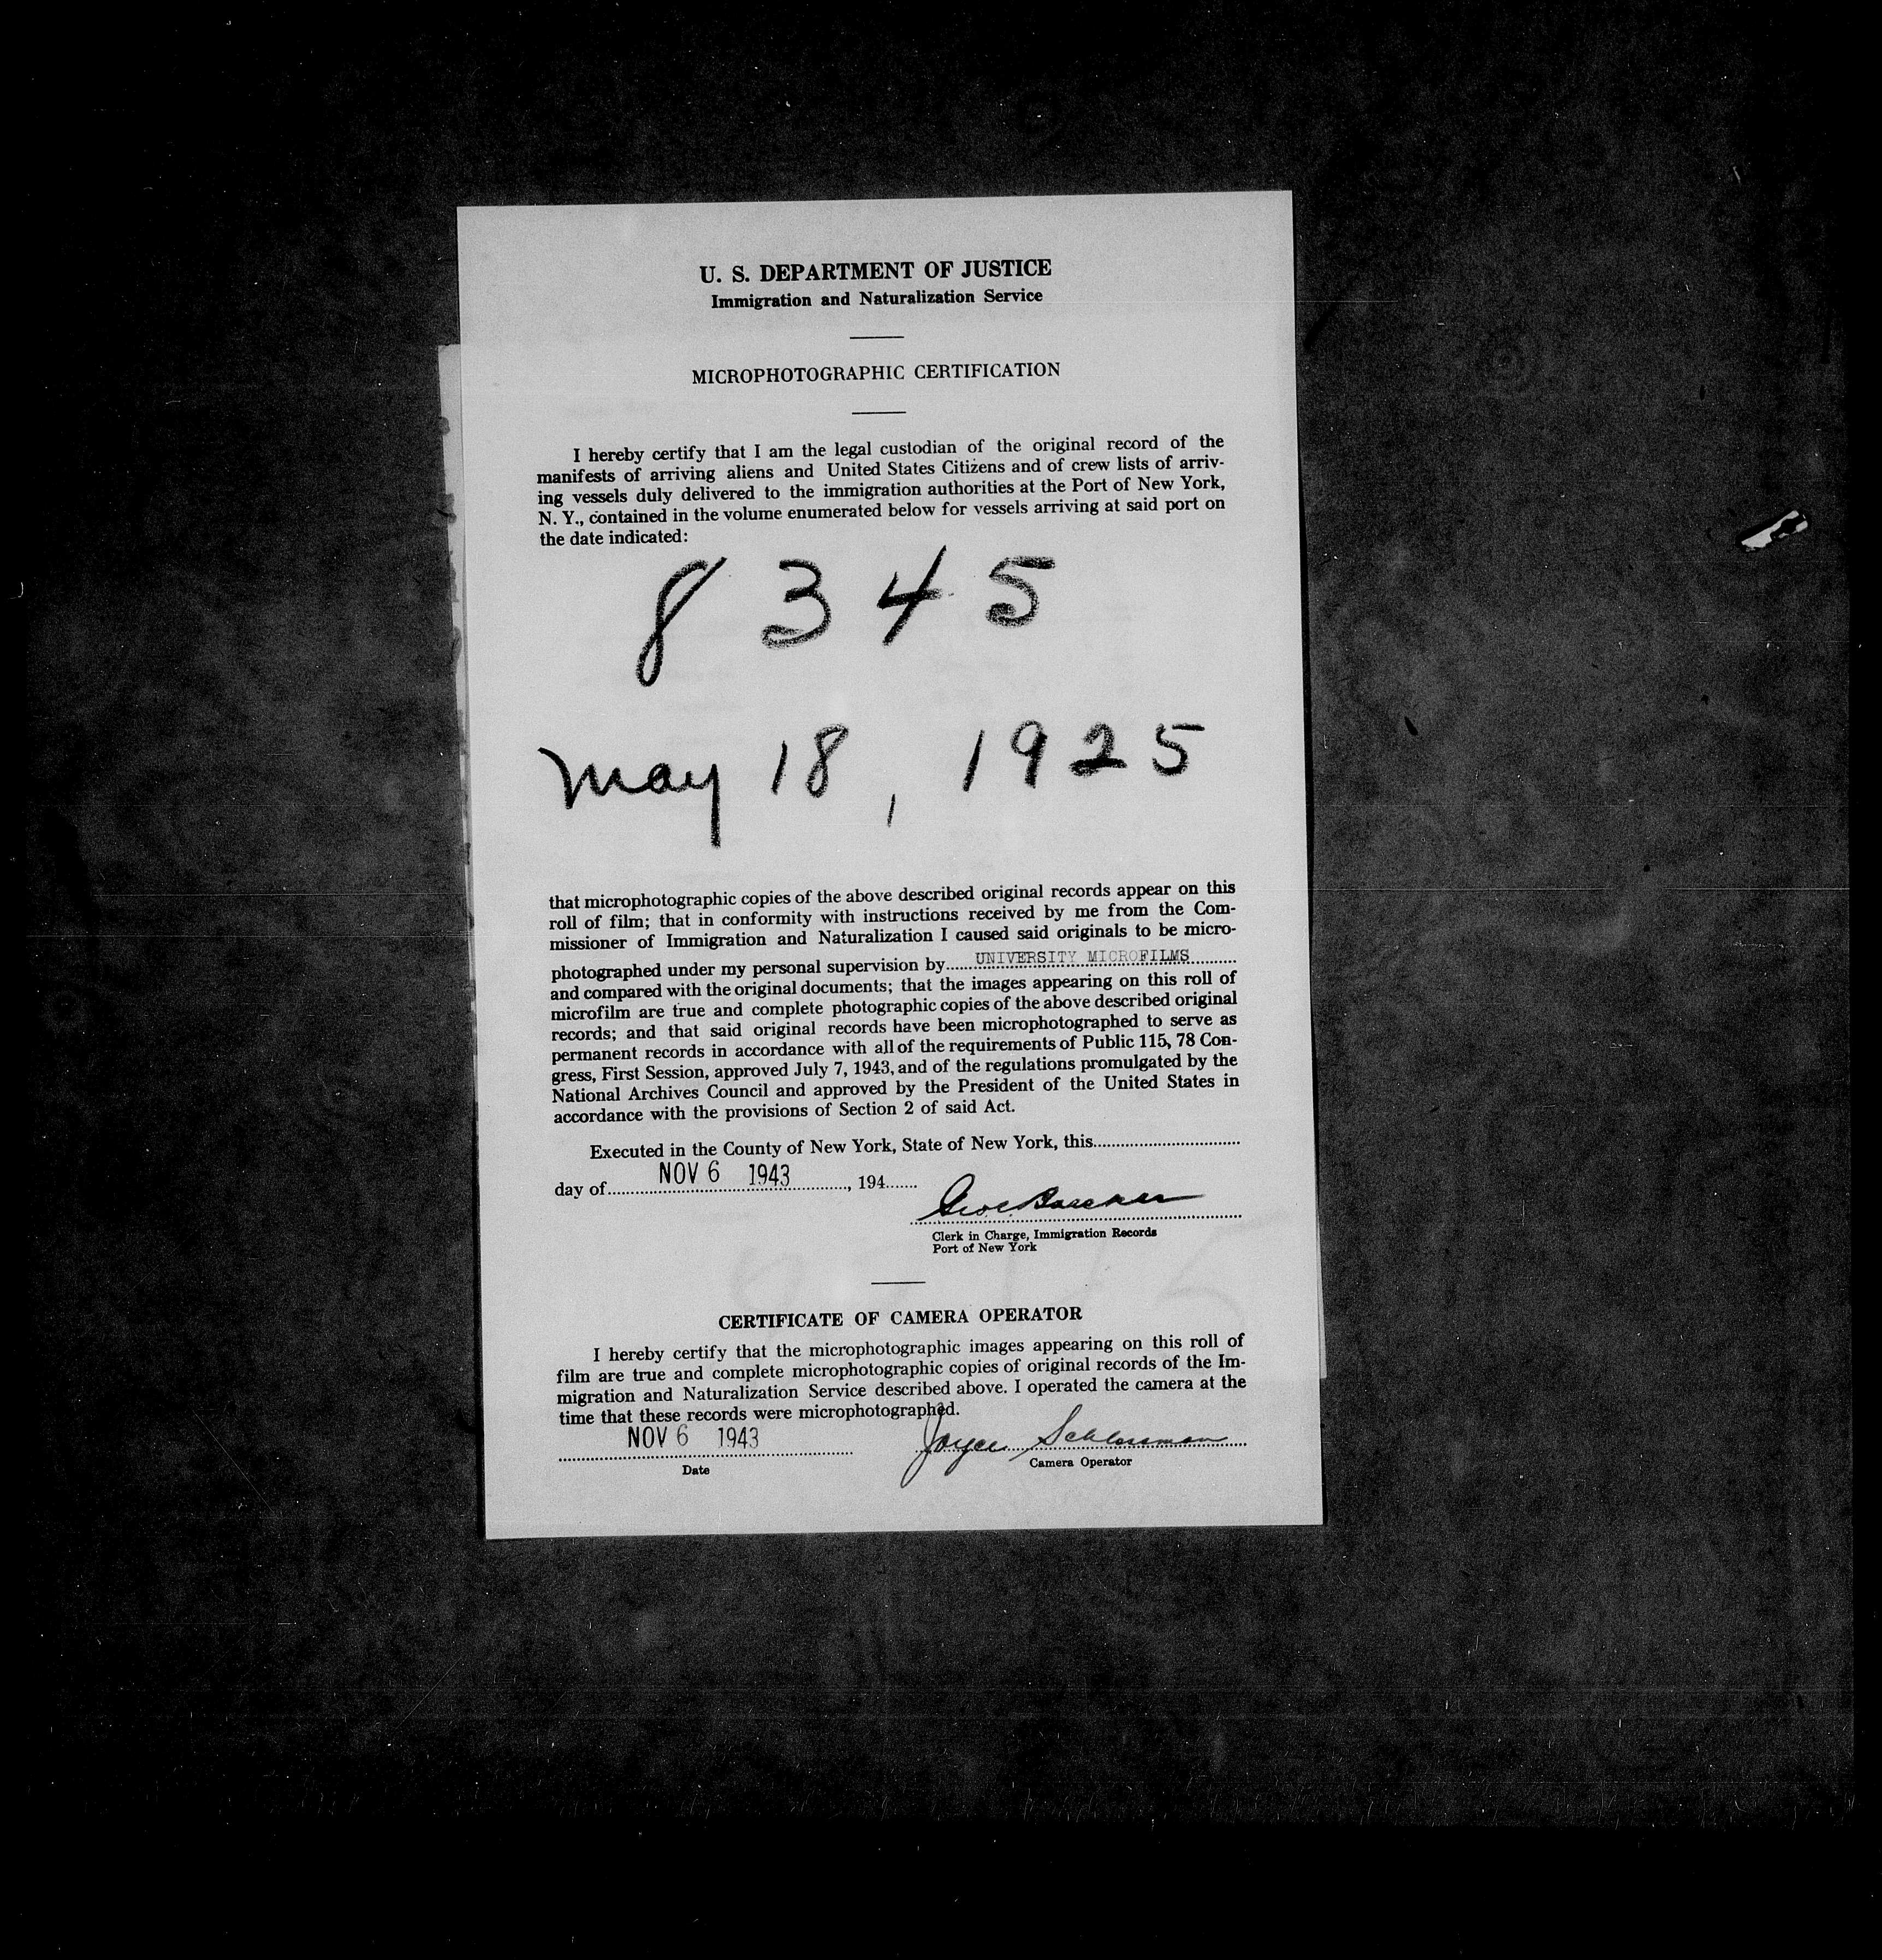 U. S. DEPARTMENT OF JUSTICE
Immigration and Naturalization Service
MICROPHOTOGRAPHIC CERTIFICATION
I hereby certify that I am the legal custodian of the original record of the
manifests of arriving aliens and United States Citizens and of crew lists of arriv-
ing vessels duly delivered to the immigration authorities at the Port of New York,
N. Y., contained in the volume enumerated below for vessels arriving at said port on
the date indicated:
8345
May 18, 1925
that microphotographic copies of the above described original records appear on this
roll of film; that in conformity with instructions received by me from the Com-
missioner of Immigration and Naturalization I caused said originals to be micro-
photographed under my personal supervision by UNIVERSITY MICROFILMS
and compared with the original documents; that the images appearing on this roll of
microfilm are true and complete photographic copies of the above described original
records; and that said original records have been microphotographed to serve as
permanent records in accordance with all of the requirements of Public 115, 78 Con-
gress, First Session, approved July 7, 1943, and of the regulations promulgated by the
National Archives Council and approved by the President of the United States in
accordance with the provisions of Section 2 of said Act.
Executed in the County of New York, State of New York, this
day of NOV 6 1943, 194
Clerk in Charge, Immigration Records
Port of New York
CERTIFICATE OF CAMERA OPERATOR
I hereby certify that the microphotographic images appearing on this roll of
film are true and complete microphotographic copies of original records of the Im-
migration and Naturalization Service described above. I operated the camera at the
time that these records were microphotographed.
NOV 6 1943 Joyce
Date Camera Operator